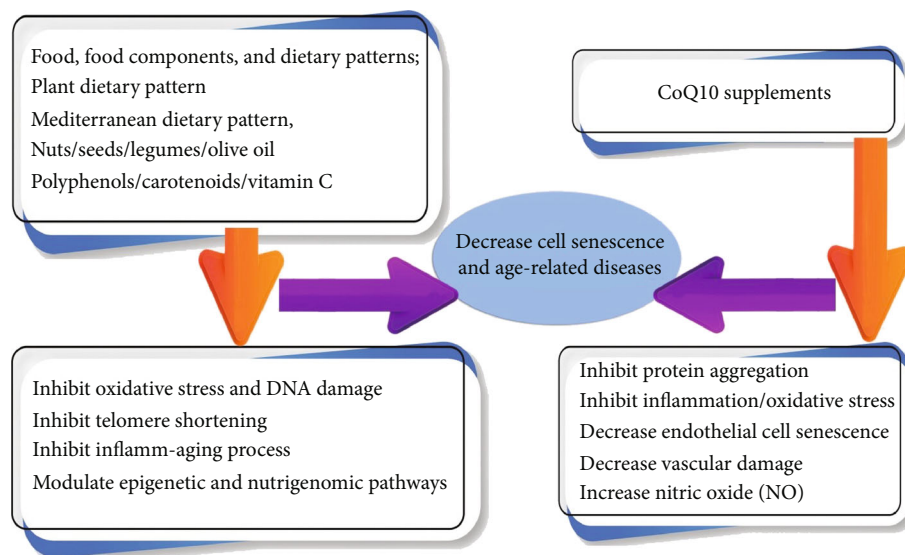 Food, food components, and dietary patterns;
Plant dietary pattern
Mediterranean dietary pattern,
Nuts/seeds/legumes/olive oil
Polyphenols/carotenoids/vitamin C
CoQ10 supplements
Decrease cell senescence
and age-related diseases
Inhibit oxidative stress and DNA damage
Inhibit telomere shortening
Inhibit inflamm-aging process
Modulate epigenetic and nutrigenomic pathways
Inhibit protein aggregation
Inhibit inflammation/oxidative stress
Decrease endothelial cell senescence
Decrease vascular damage
Increase nitric oxide (NO)